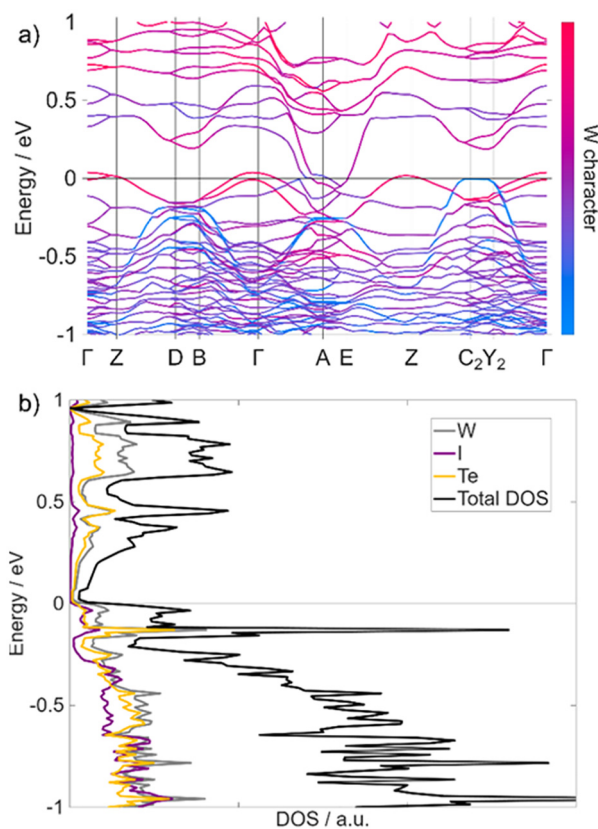 a)
Energy / eV
0.5
0
-0.5
-1
Γ Z D B Γ A E Z C₂Y₂ Γ
W character
b)
Energy / eV
1
0.5
0
-0.5
-1
W
I
Te
Total DOS
DOS / a.u.